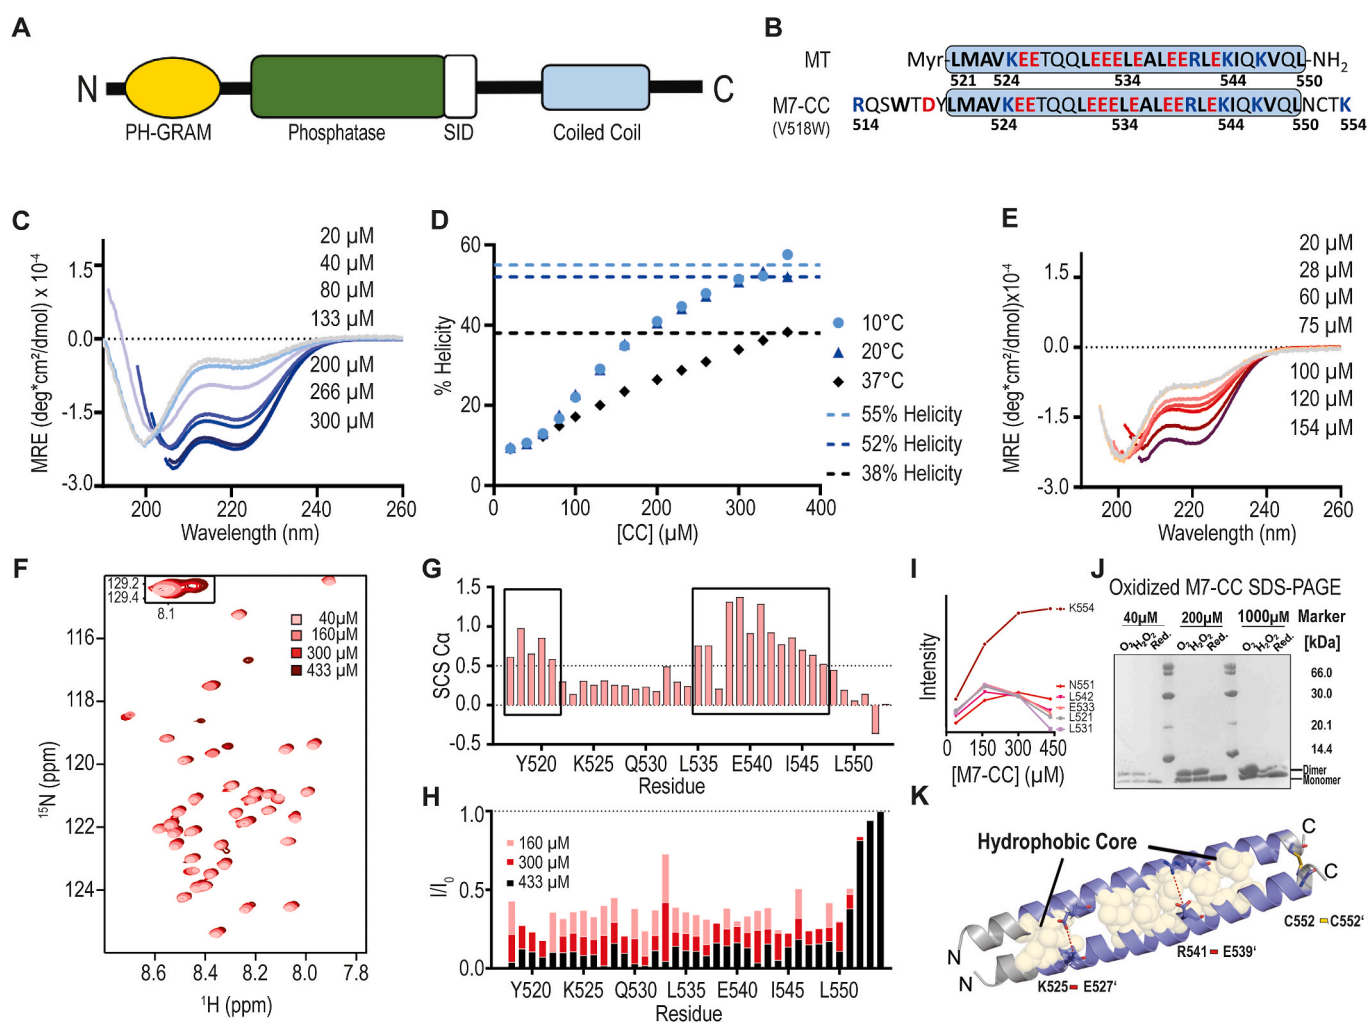 A
N
C
PH-GRAM
Phosphatase
SID
Coiled Coil
B
MT
Myr-LMAVKEETQQLEEELEALEERLEKIQKVQL-NH2
521 524 534 544 550
M7-CC
(V518W)
RQSWTDYLMAVKEETQQLEEELEALEERLEKIQKVQLNCTK
514 524 534 544 550 554
C
MRE (deg*cm²/dmol) x 10⁻⁴
1.5
0.0
-1.5
-3.0
20 µM
40 µM
80 µM
133 µM
200 µM
266 µM
300 µM
200 220 240 260
Wavelength (nm)
D
% Helicity
60
40
20
0
0 100 200 300 400
[CC] (µM)
10°C
20°C
37°C
55% Helicity
52% Helicity
38% Helicity
E
MRE (deg*cm²/dmol)x10⁻⁴
1.5
0.0
-1.5
-3.0
20 µM
28 µM
60 µM
75 µM
100 µM
120 µM
154 µM
200 220 240 260
Wavelength (nm)
F
129.2
129.4
8.1
40µM
160µM
300 µM
433 µM
116
118
120
122
124
¹⁵N (ppm)
8.6 8.4 8.2 8.0 7.8
¹H (ppm)
G
SCS Cα
1.5
1.0
0.5
0.0
-0.5
Y520 K525 Q530 L535 E540 I545 L550
Residue
H
I/I0
1.0
0.5
0.0
160 µM
300 µM
433 µM
Y520 K525 Q530 L535 E540 I545 L550
Residue
I
Intensity
K554
N551
L542
E533
L521
L531
0 150 300 450
[M7-CC] (µM)
J
Oxidized M7-CC SDS-PAGE
40µM 200µM 1000µM Marker
O2 H2O2 Red. O2 H2O2 Red. O2 H2O2 Red. [kDa]
66.0
30.0
20.1
14.4
Dimer
Monomer
K
Hydrophobic Core
C
C
N
N
C552 C552‘
R541 E539‘
K525 E527‘